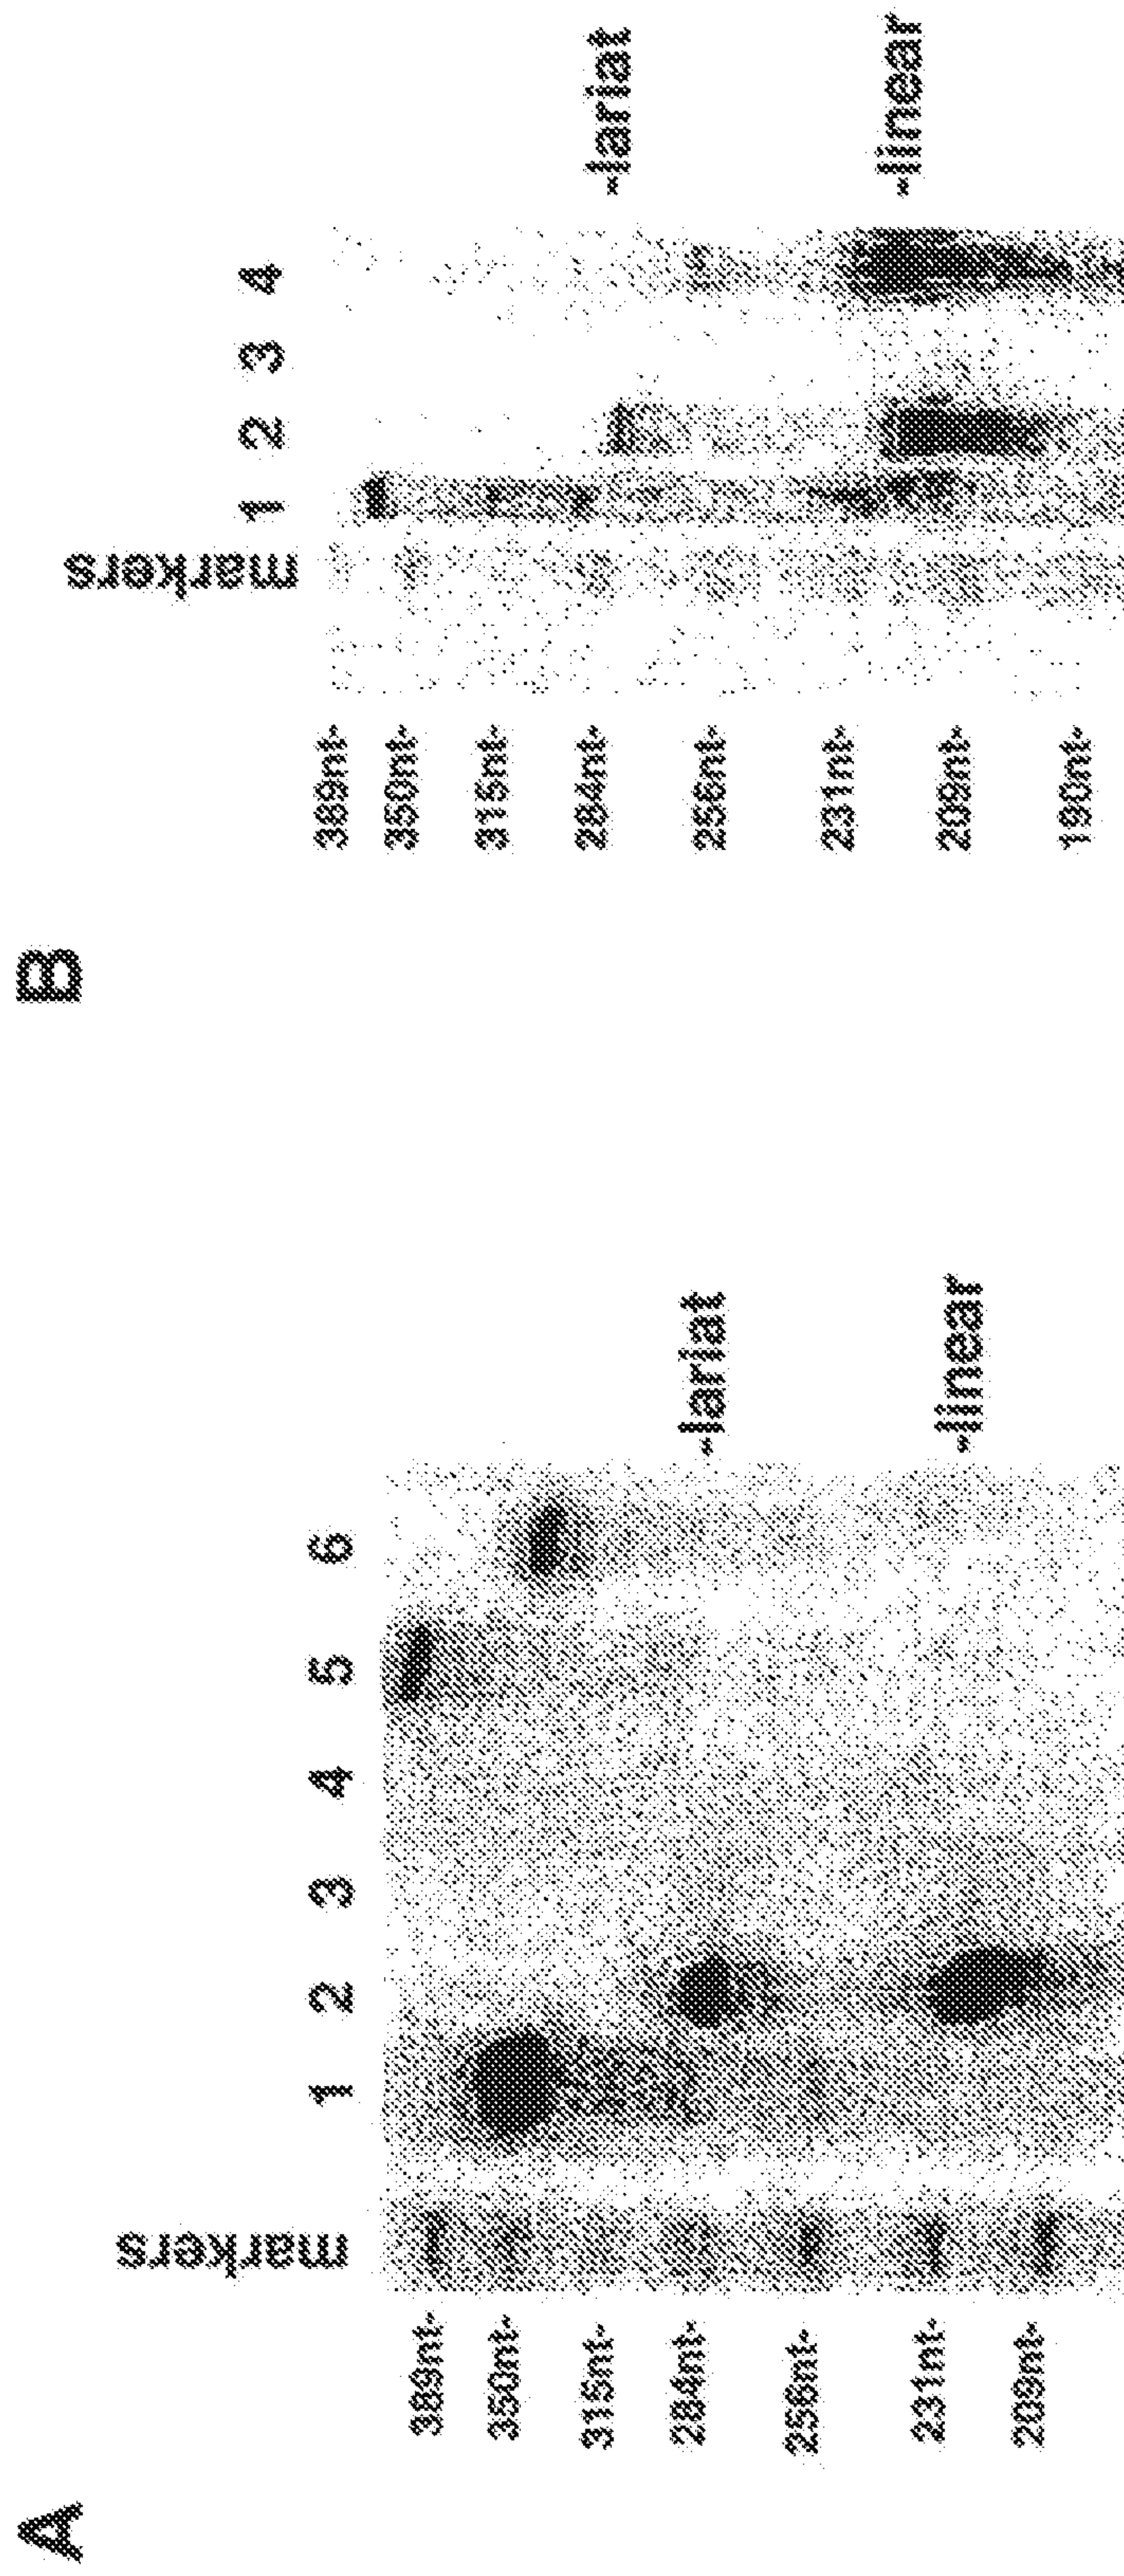 A
markers 1 2 3 4 5 6
389nt-
350nt-
315nt-
284nt-
256nt-
231nt-
209nt-
-lariat
-linear
B
markers 1 2 3 4
389nt-
350nt-
315nt-
284nt-
256nt-
231nt-
209nt-
190nt-
-lariat
-linear